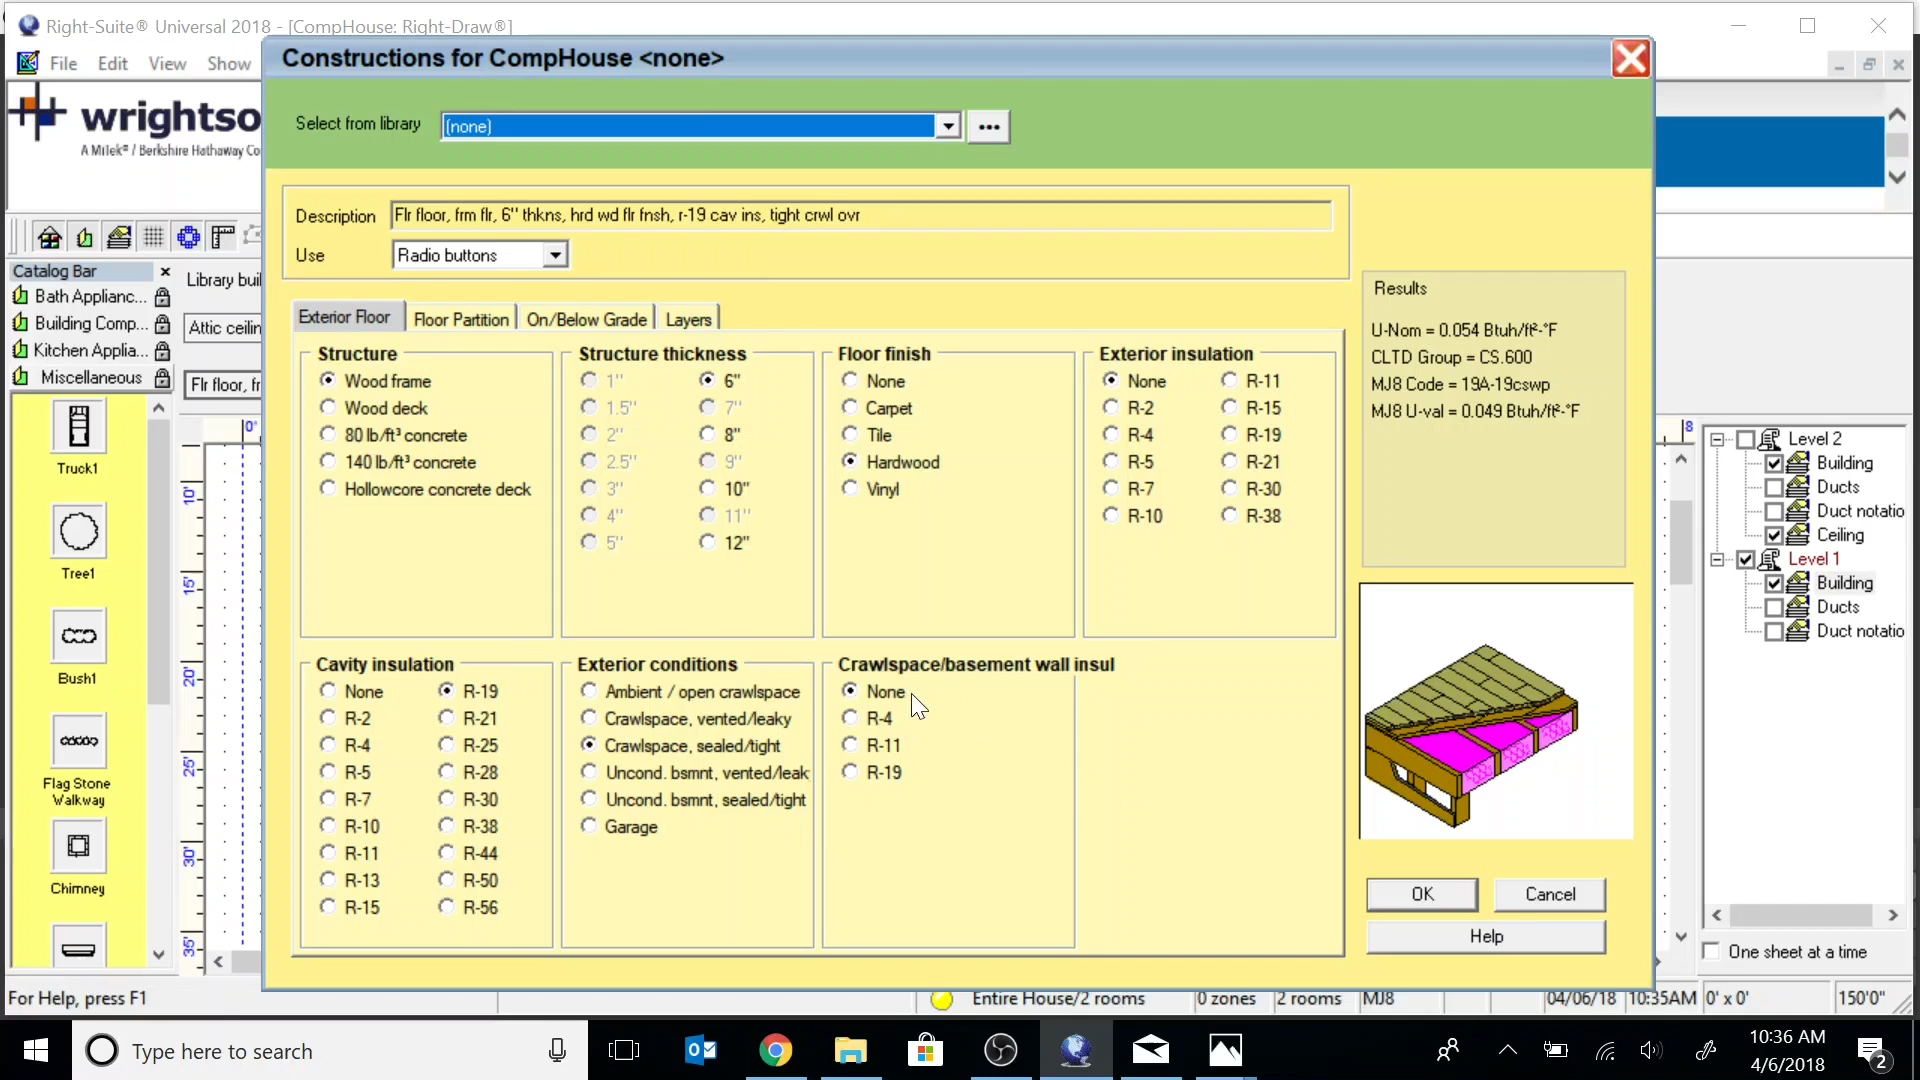 Right-Suite® Universal 2018 - [CompHouse: Right-Draw®]
File Edit View Show
Constructions for CompHouse <none>
wrightso
A MiTek® / Berkshire Hathaway Co
Select from library (none) •••
Description Flr floor, frm flr, 6'' thkns, hrd wd flr fnsh, r-19 cav ins, tight crwl ovr
Use Radio buttons
Catalog Bar x
Bath Applianc...
Building Comp...
Kitchen Applia...
Miscellaneous
Library buil
Attic ceilin
Flr floor, fr
Truck1
Tree1
Bush1
Flag Stone
Walkway
Chimney
0'
10'
15'
20'
25'
30'
35'
Exterior Floor Floor Partition On/Below Grade Layers
Structure
Wood frame
Wood deck
80 lb/ft³ concrete
140 lb/ft³ concrete
Hollowcore concrete deck
Structure thickness
1'' 6''
1.5'' 7''
2'' 8''
2.5'' 9''
3'' 10''
4'' 11''
5'' 12''
Floor finish
None
Carpet
Tile
Hardwood
Vinyl
Exterior insulation
None R-11
R-2 R-15
R-4 R-19
R-5 R-21
R-7 R-30
R-10 R-38
Cavity insulation
None R-19
R-2 R-21
R-4 R-25
R-5 R-28
R-7 R-30
R-10 R-38
R-11 R-44
R-13 R-50
R-15 R-56
Exterior conditions
Ambient / open crawlspace
Crawlspace, vented/leaky
Crawlspace, sealed/tight
Uncond. bsmnt, vented/leak
Uncond. bsmnt, sealed/tight
Garage
Crawlspace/basement wall insul
None
R-4
R-11
R-19
Results
U-Nom = 0.054 Btuh/ft²-°F
CLTD Group = CS.600
MJ8 Code = 19A-19cswp
MJ8 U-val = 0.049 Btuh/ft²-°F
OK Cancel
Help
8
Level 2
Building
Ducts
Duct notatio
Ceiling
Level 1
Building
Ducts
Duct notatio
One sheet at a time
For Help, press F1
Entire House/2 rooms 0 zones 2 rooms MJ8 04/06/18 10:35AM 0' x 0' 150'0"
Type here to search
10:36 AM
4/6/2018
2